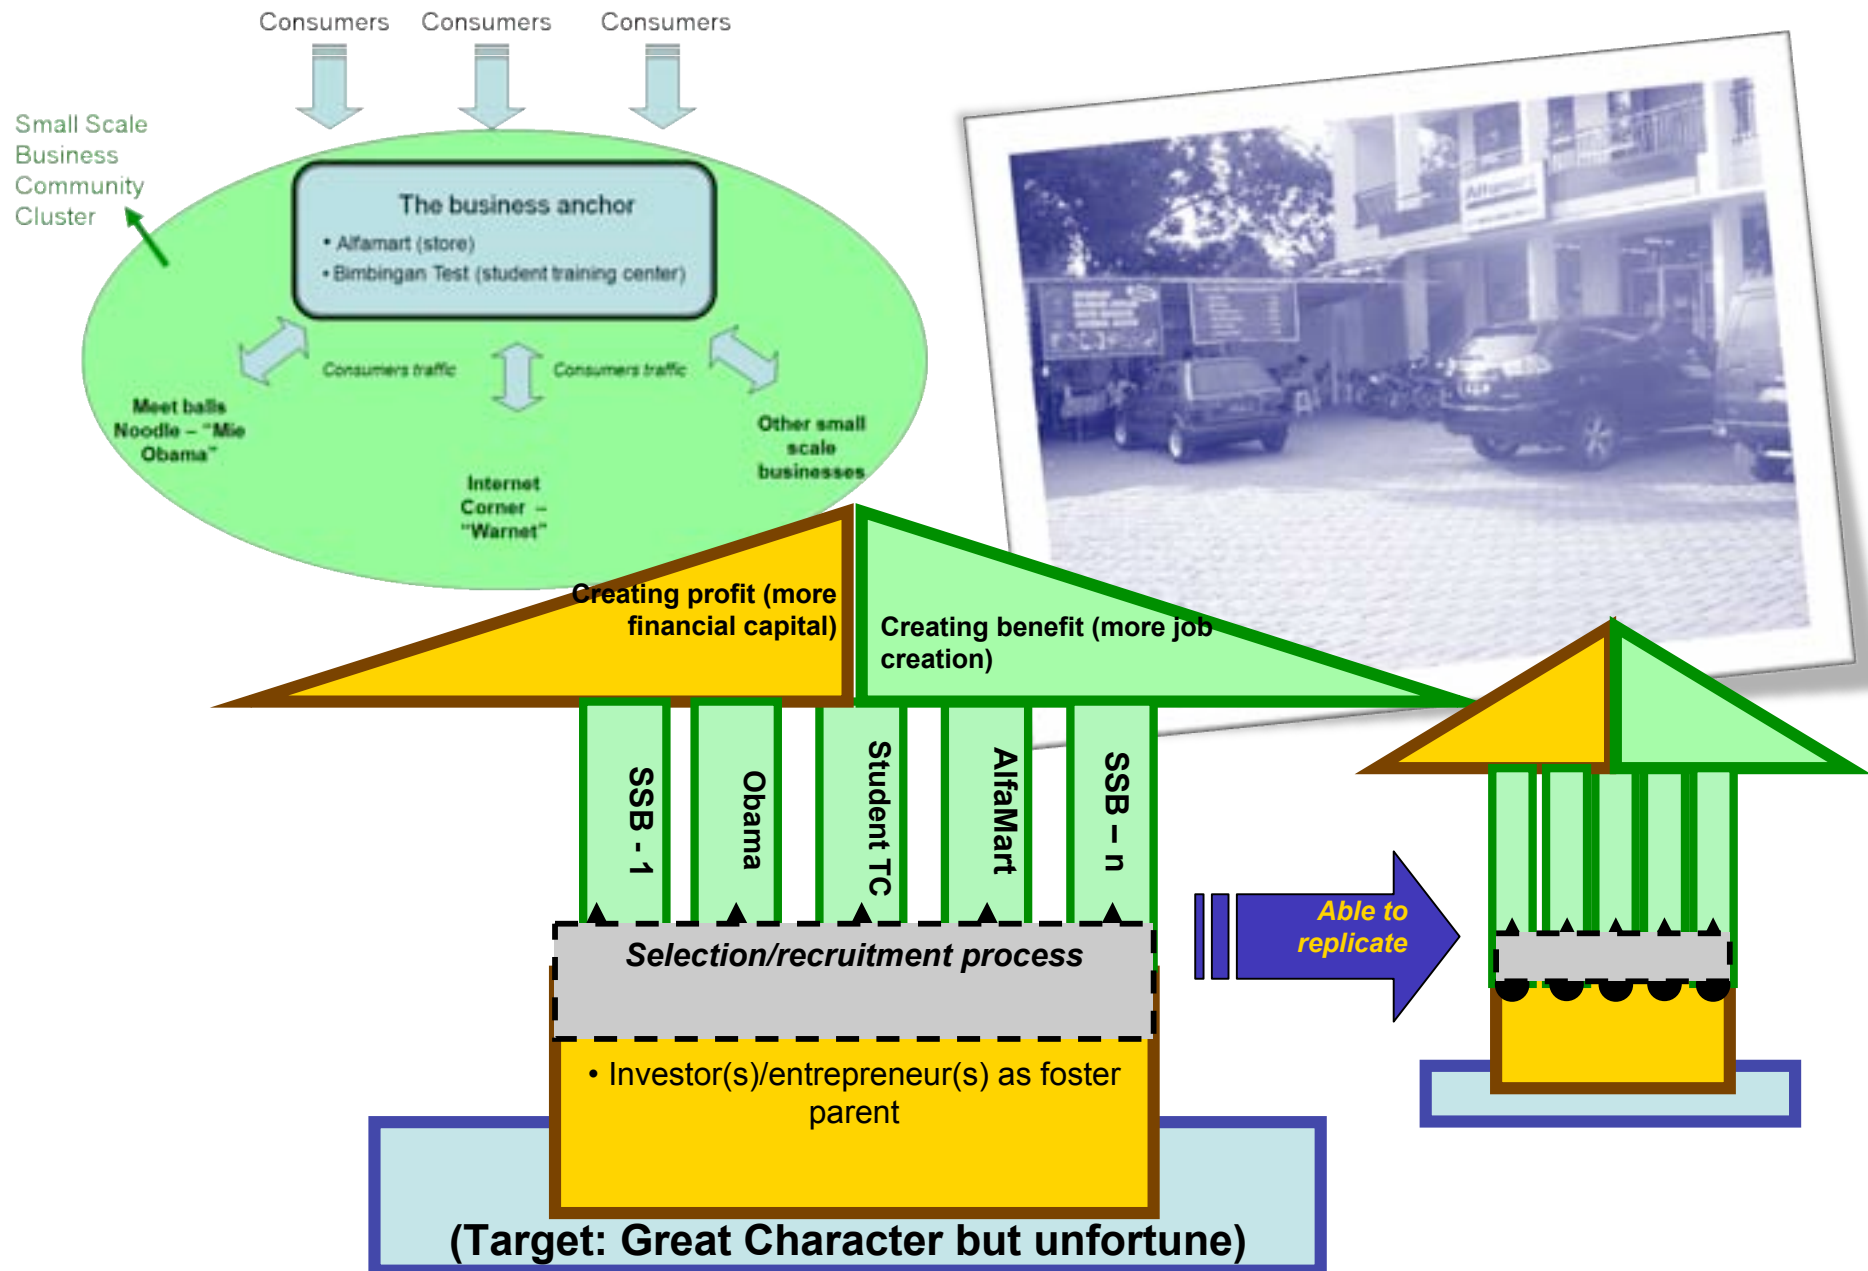 Consumers
Consumers
Consumers
Small Scale
Business
Community
Cluster
The business anchor
• Alfamart (store)
• Bimbingan Test (student training center)
Consumers traffic
Consumers traffic
Meet balls
Noodle – "Mie
Obama"
Internet
Corner –
"Warnet"
Other small
scale
businesses
Alfamart
Creating profit (more
financial capital)
Creating benefit (more job
creation)
SSB - 1
Obama
Student TC
AlfaMart
SSB – n
Selection/recruitment process
• Investor(s)/entrepreneur(s) as foster
parent
(Target: Great Character but unfortune)
Able to
replicate